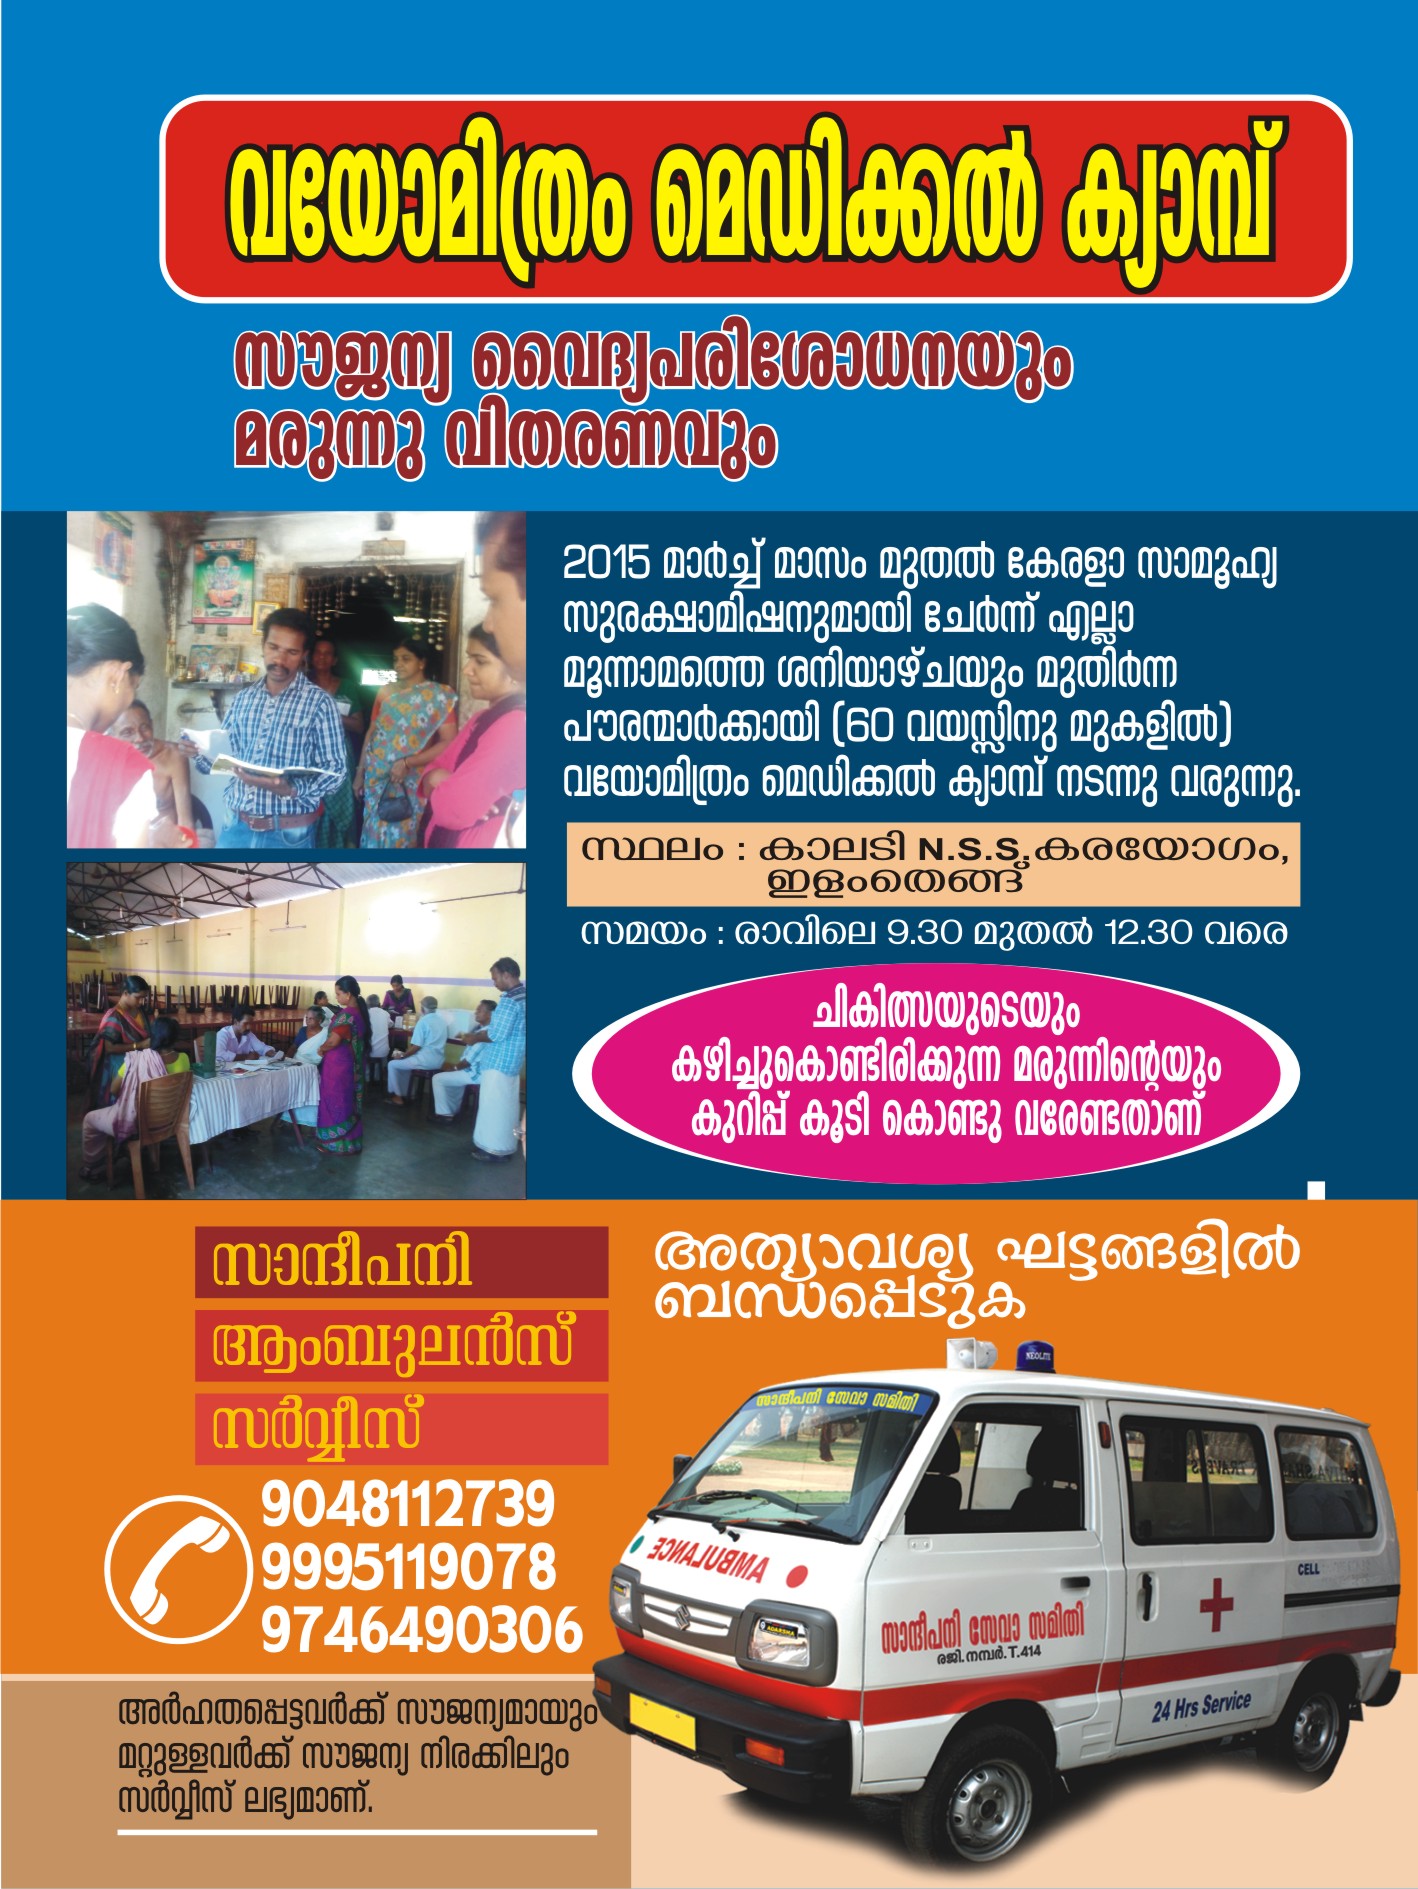 വയോമിത്രം മെഡിക്കൽ ക്യാമ്പ്
സൗജന്യ വൈദ്യപരിശോധനയും
മരുന്നു വിതരണവും
2015 മാർച്ച് മാസം മുതൽ കേരളാ സാമൂഹ്യ
സുരക്ഷാമിഷനുമായി ചേർന്ന് എല്ലാ
മൂന്നാമത്തെ ശനിയാഴ്ചയും മുതിർന്ന
പൗരന്മാർക്കായി (60 വയസ്സിനു മുകളിൽ)
വയോമിത്രം മെഡിക്കൽ ക്യാമ്പ് നടന്നു വരുന്നു.
സ്ഥലം : കാലടി N.S.S.കരയോഗം,
ഇളംതെങ്ങ്
സമയം : രാവിലെ 9.30 മുതൽ 12.30 വരെ
ചികിത്സയുടെയും
കഴിച്ചുകൊണ്ടിരിക്കുന്ന മരുന്നിന്റെയും
കുറിപ്പ് കൂടി കൊണ്ടു വരേണ്ടതാണ്
സാന്ദീപനി
ആംബുലൻസ്
സർവ്വീസ്
9048112739
9995119078
9746490306
അത്യാവശ്യ ഘട്ടങ്ങളിൽ
ബന്ധപ്പെടുക
NEOLITE
സാന്ദീപനി സേവാ സമിതി
AMBULANCE
ADARSHA
CELL
സാന്ദീപനി സേവാ സമിതി
രജി.നമ്പർ.T.414
24 Hrs Service
അർഹതപ്പെട്ടവർക്ക് സൗജന്യമായും
മറ്റുള്ളവർക്ക് സൗജന്യ നിരക്കിലും
സർവ്വീസ് ലഭ്യമാണ്.